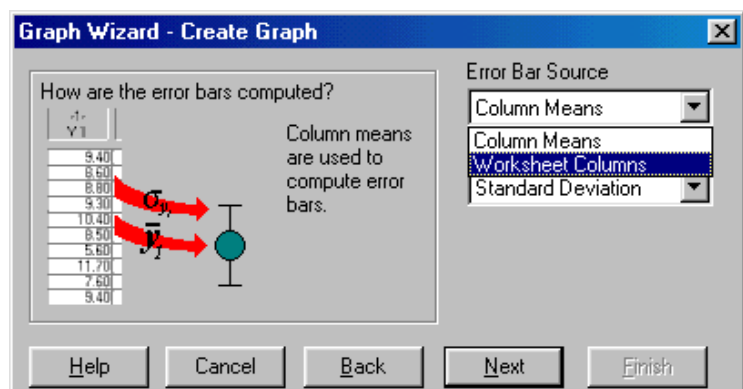 Graph Wizard - Create Graph
How are the error bars computed?
-1-
Y1
9.40
8.60
8.80
9.30
10.40
8.50
5.60
11.70
7.60
9.40
σy₁
ȳ₁
Column means
are used to
compute error
bars.
Error Bar Source
Column Means
Column Means
Worksheet Columns
Standard Deviation
Help
Cancel
Back
Next
Finish